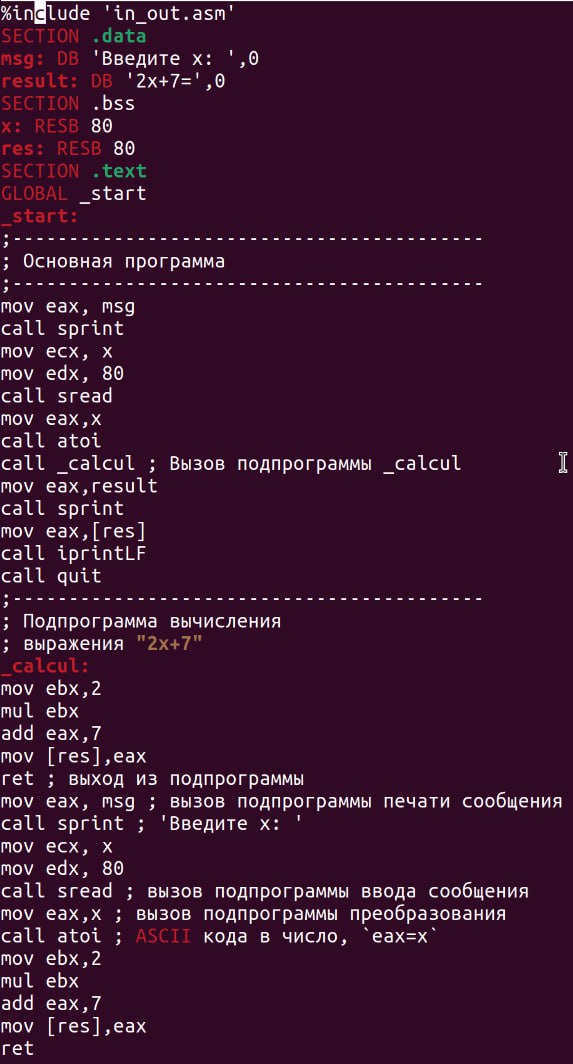 %include 'in_out.asm'
SECTION .data
msg: DB 'Введите x: ',0
result: DB '2x+7=',0
SECTION .bss
x: RESB 80
res: RESB 80
SECTION .text
GLOBAL _start
_start:
;------------------------------------------
; Основная программа
;------------------------------------------
mov eax, msg
call sprint
mov ecx, x
mov edx, 80
call sread
mov eax,x
call atoi
call _calcul ; Вызов подпрограммы _calcul
mov eax,result
call sprint
mov eax,[res]
call iprintLF
call quit
;------------------------------------------
; Подпрограмма вычисления
; выражения "2x+7"
_calcul:
mov ebx,2
mul ebx
add eax,7
mov [res],eax
ret ; выход из подпрограммы
mov eax, msg ; вызов подпрограммы печати сообщения
call sprint ; 'Введите x: '
mov ecx, x
mov edx, 80
call sread ; вызов подпрограммы ввода сообщения
mov eax,x ; вызов подпрограммы преобразования
call atoi ; ASCII кода в число, `eax=x`
mov ebx,2
mul ebx
add eax,7
mov [res],eax
ret